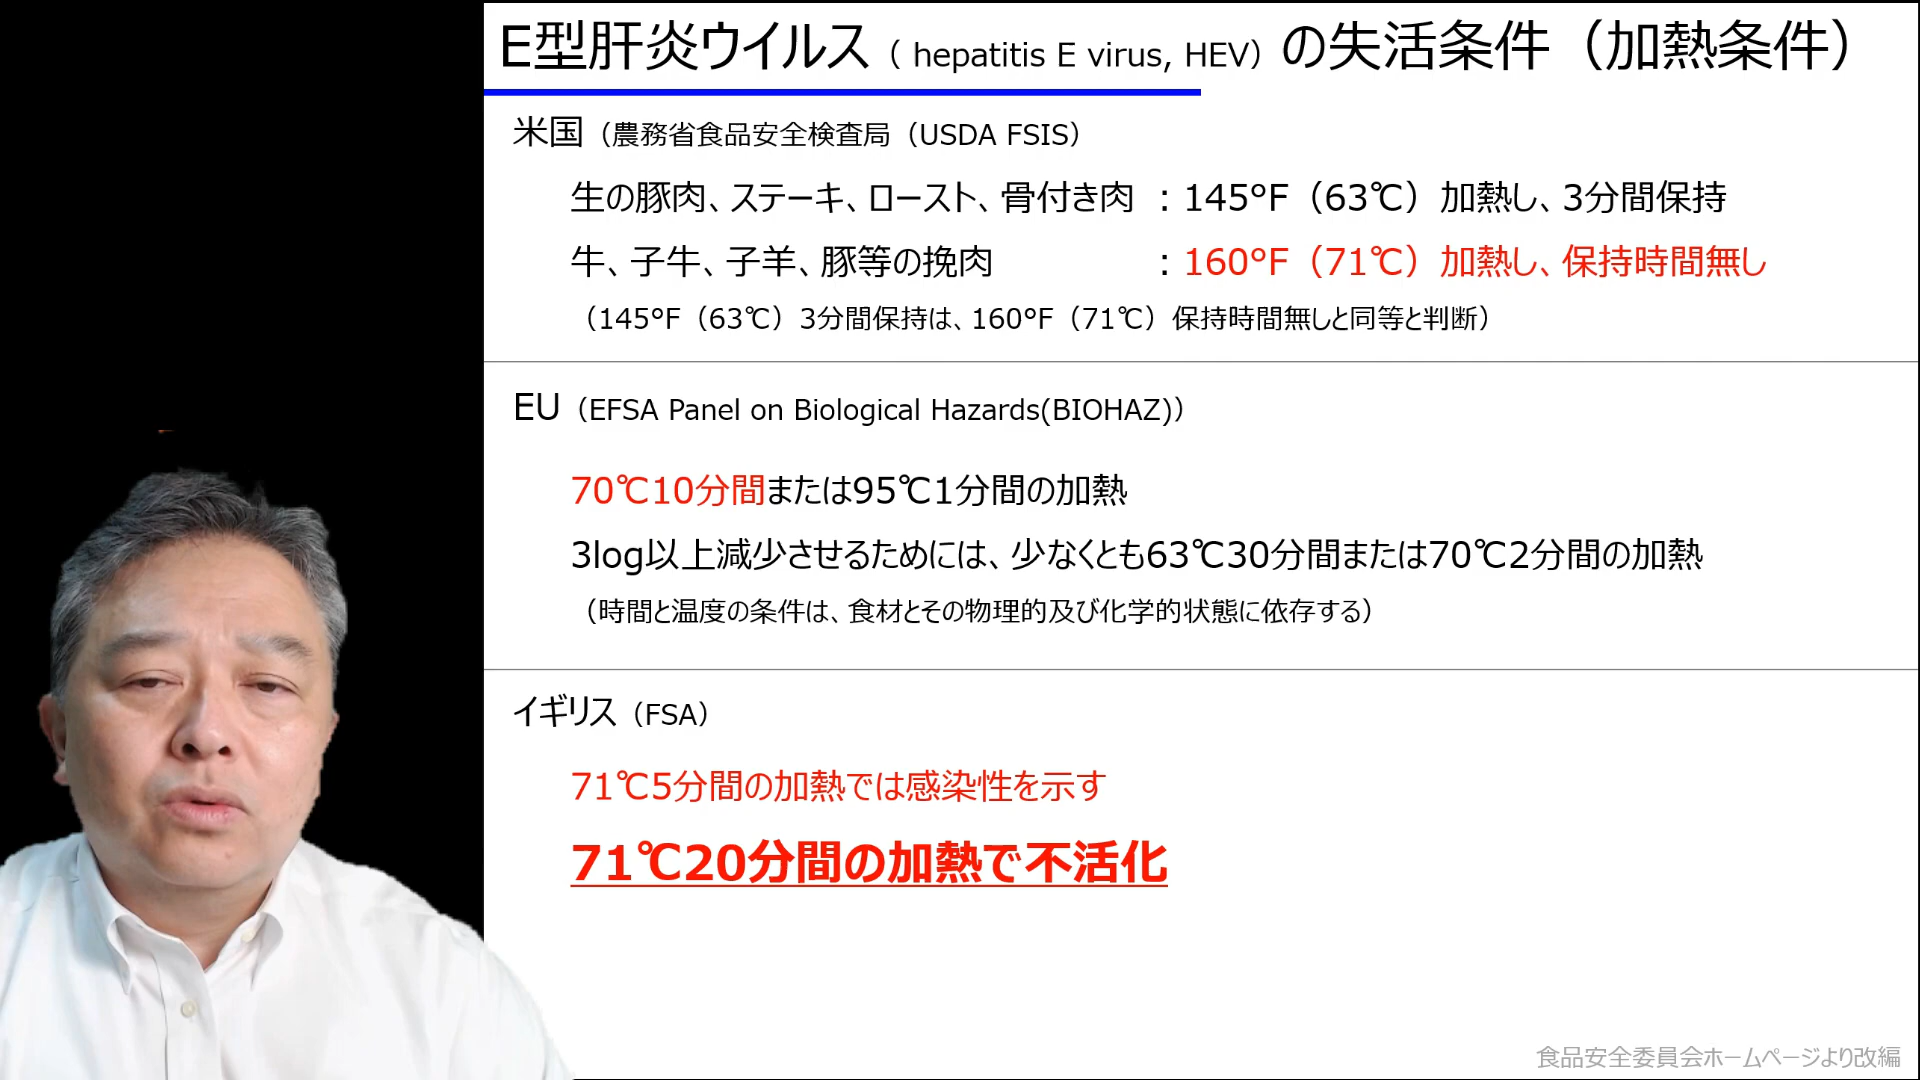 E型肝炎ウイルス（ hepatitis E virus, HEV）の失活条件（加熱条件）
米国（農務省食品安全検査局（USDA FSIS）
生の豚肉、ステーキ、ロースト、骨付き肉 ：145°F（63℃）加熱し、3分間保持
牛、子牛、子羊、豚等の挽肉 ：160°F（71℃）加熱し、保持時間無し
（145°F（63℃）3分間保持は、160°F（71℃）保持時間無しと同等と判断）
EU（EFSA Panel on Biological Hazards(BIOHAZ)）
70℃10分間または95℃1分間の加熱
3log以上減少させるためには、少なくとも63℃30分間または70℃2分間の加熱
（時間と温度の条件は、食材とその物理的及び化学的状態に依存する）
イギリス（FSA）
71℃5分間の加熱では感染性を示す
71℃20分間の加熱で不活化
食品安全委員会ホームページより改編